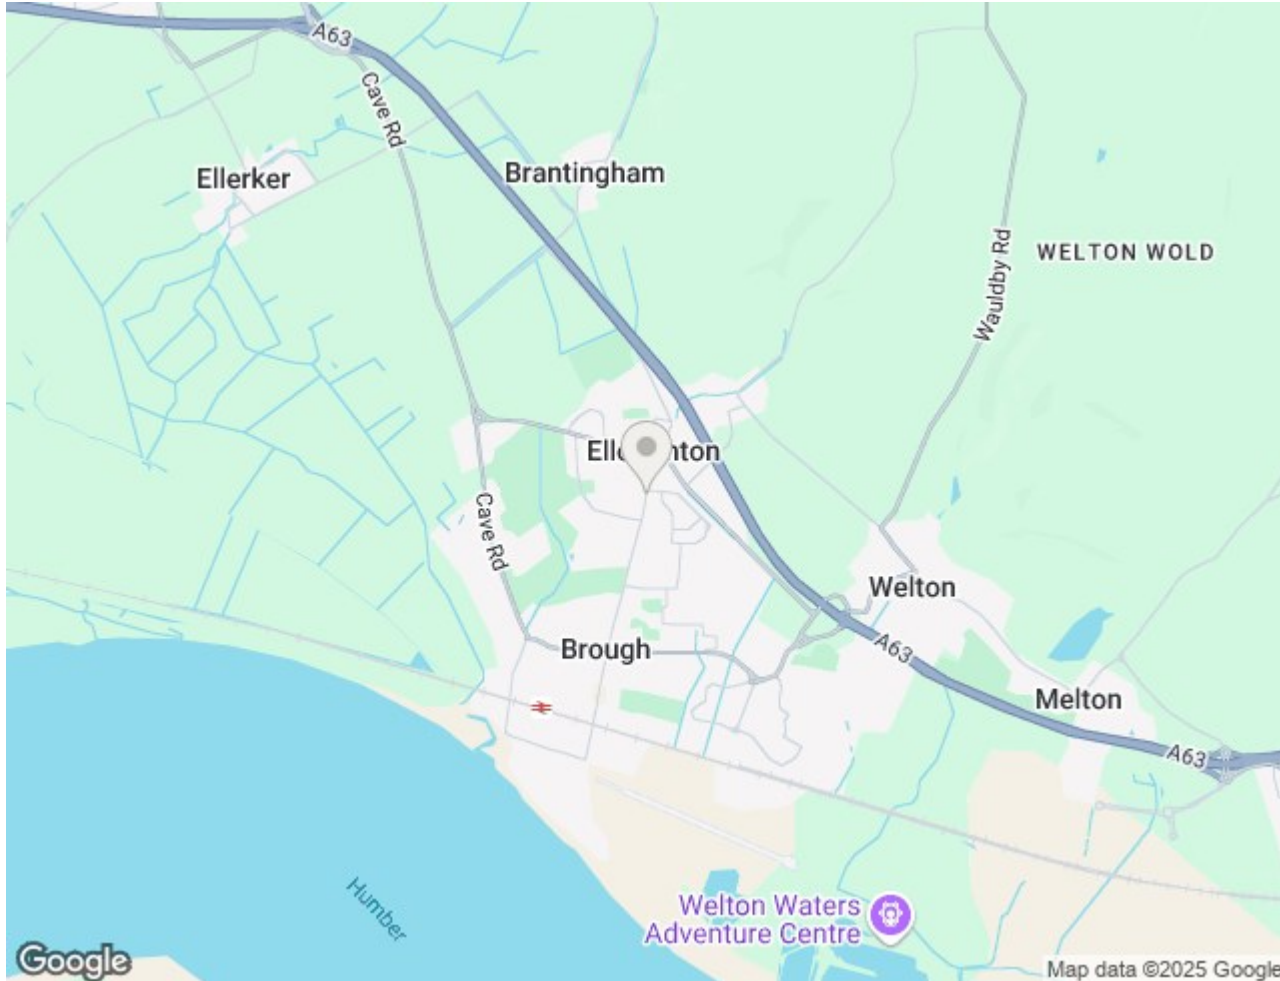 A63
Cave Rd
Brantingham
Ellerker
Wauldby Rd
WELTON WOLD
Cave Rd
Welton
Brough
A63
Melton
A63
Humber
Welton Waters
Adventure Centre
Google
Map data ©2025 Google